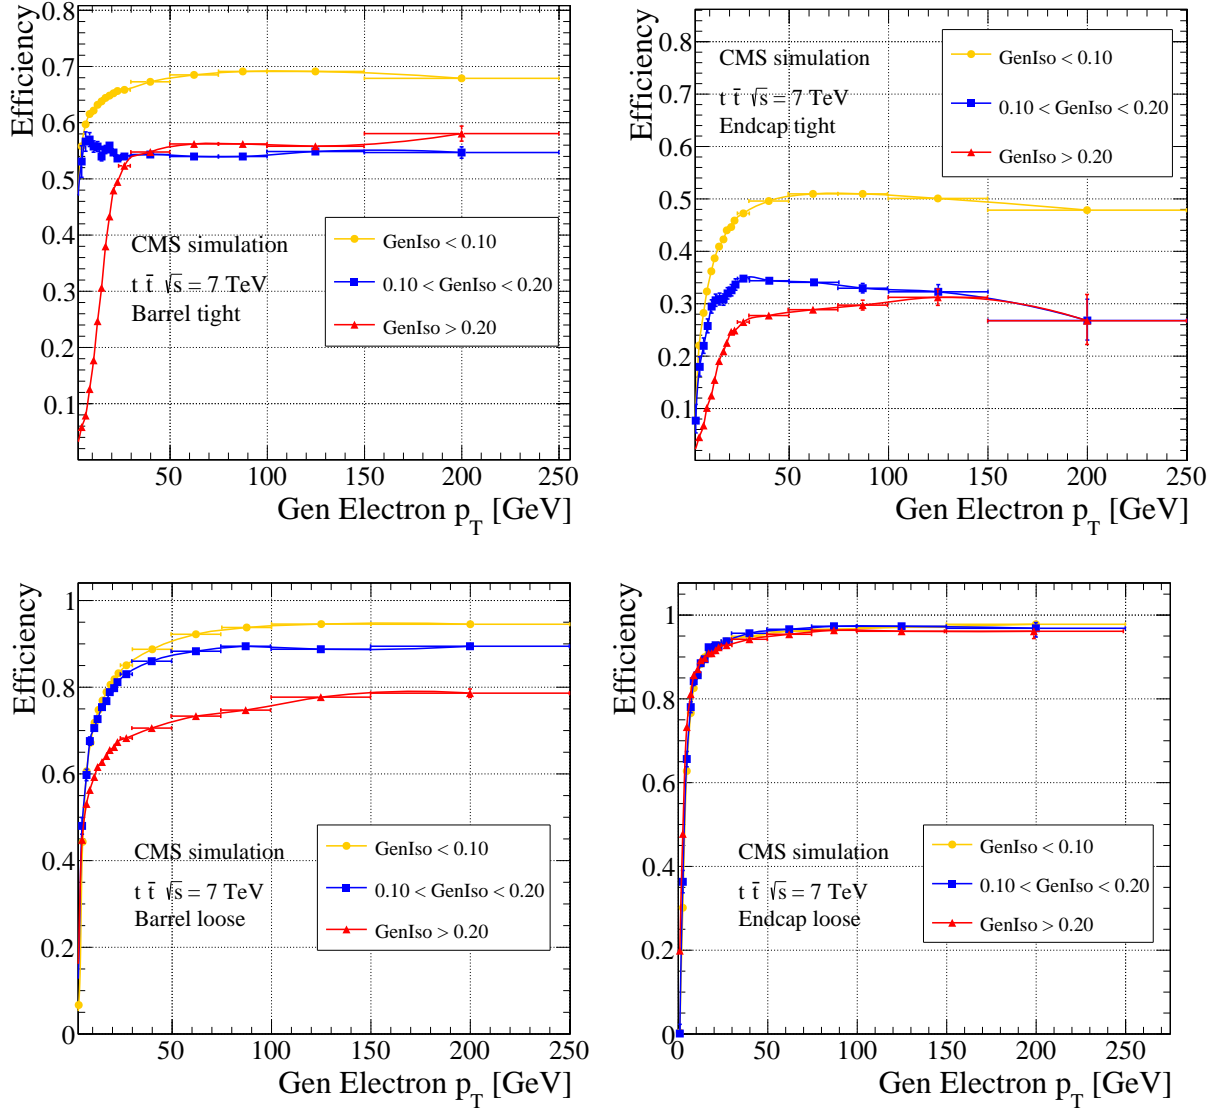 Efficiency
0.8
0.7
0.6
0.5
0.4
0.3
0.2
0.1
CMS simulation
t t̄ √s = 7 TeV
Barrel tight
GenIso < 0.10
0.10 < GenIso < 0.20
GenIso > 0.20
50 100 150 200 250
Gen Electron p_T [GeV]
Efficiency
0.8
0.7
0.6
0.5
0.4
0.3
0.2
0.1
CMS simulation
t t̄ √s = 7 TeV
Endcap tight
GenIso < 0.10
0.10 < GenIso < 0.20
GenIso > 0.20
50 100 150 200 250
Gen Electron p_T [GeV]
Efficiency
1
0.8
0.6
0.4
0.2
0
CMS simulation
t t̄ √s = 7 TeV
Barrel loose
GenIso < 0.10
0.10 < GenIso < 0.20
GenIso > 0.20
50 100 150 200 250
Gen Electron p_T [GeV]
Efficiency
1
0.8
0.6
0.4
0.2
0
CMS simulation
t t̄ √s = 7 TeV
Endcap loose
GenIso < 0.10
0.10 < GenIso < 0.20
GenIso > 0.20
0 50 100 150 200 250
Gen Electron p_T [GeV]